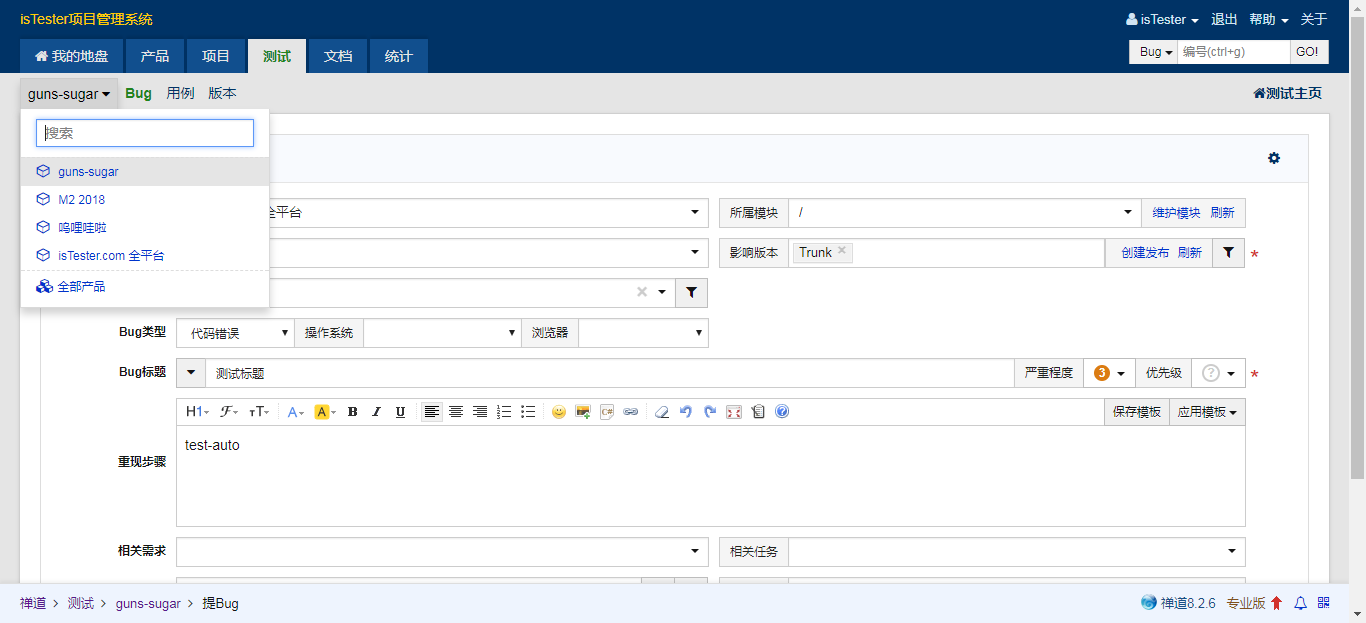 isTester项目管理系统
isTester 退出 帮助 关于
我的地盘 产品 项目 测试 文档 统计
Bug 编号(ctrl+g) GO!
guns-sugar Bug 用例 版本 测试主页
搜索
guns-sugar
M2 2018
呜哩哇啦
isTester.com 全平台
全部产品
全平台 所属模块 / 维护模块 刷新
影响版本 Trunk × 创建发布 刷新 *
×
Bug类型 代码错误 操作系统 浏览器
Bug标题 测试标题 严重程度 3 优先级 ? *
H1 F TT A A B I U C# ? 保存模板 应用模板
重现步骤 test-auto
相关需求 相关任务
禅道 > 测试 > guns-sugar > 提Bug 禅道8.2.6 专业版